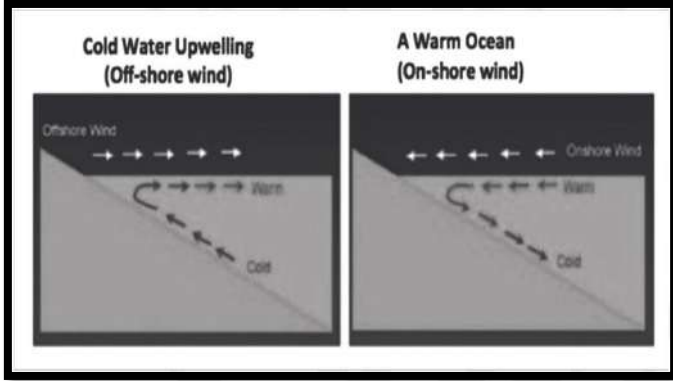 Cold Water Upwelling
(Off-shore wind)
A Warm Ocean
(On-shore wind)
Offshore Wind
Warm
Cold
Onshore Wind
Warm
Cold